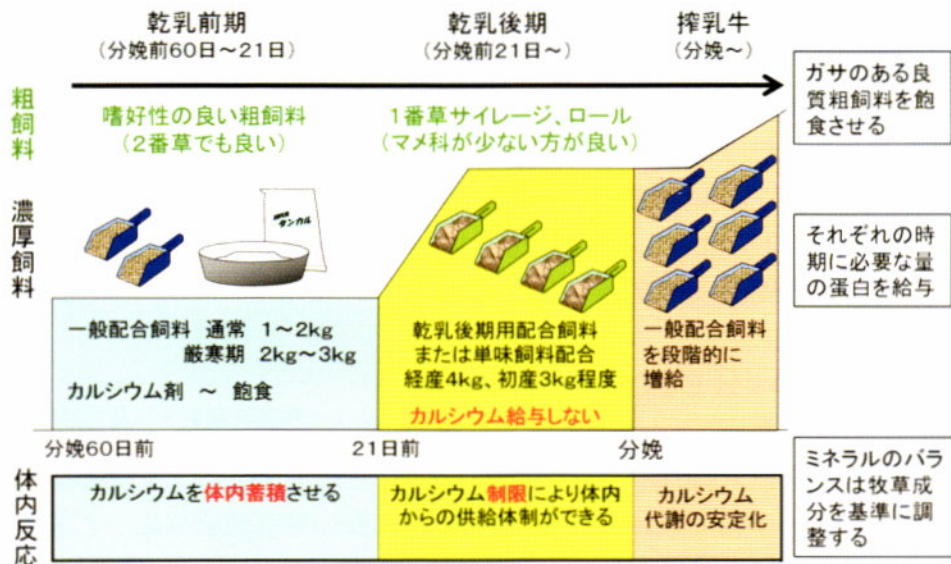 乾乳前期
(分娩前60日～21日)
乾乳後期
(分娩前21日～)
搾乳牛
(分娩～)
粗飼料
嗜好性の良い粗飼料
(2番草でも良い)
1番草サイレージ、ロール
(マメ科が少ない方が良い)
ガサのある良
質粗飼料を飽
食させる
濃厚飼料
タンカル
一般配合飼料 通常 1～2kg
厳寒期 2kg～3kg
カルシウム剤 ～ 飽食
乾乳後期用配合飼料
または単味飼料配合
経産4kg、初産3kg程度
カルシウム給与しない
一般配合飼料
を段階的に
増給
それぞれの時
期に必要な量
の蛋白を給与
分娩60日前
21日前
分娩
体内反応
カルシウムを体内蓄積させる
カルシウム制限により体内
からの供給体制ができる
カルシウム
代謝の安定化
ミネラルのバラ
ンスは牧草成
分を基準に調
整する